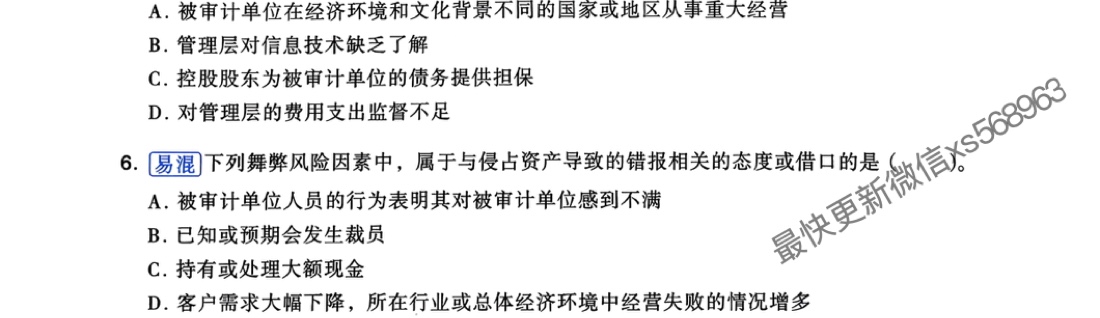 A. 被审计单位在经济环境和文化背景不同的国家或地区从事重大经营
B. 管理层对信息技术缺乏了解
C. 控股股东为被审计单位的债务提供担保
D. 对管理层的费用支出监督不足
6. 易混 下列舞弊风险因素中，属于与侵占资产导致的错报相关的态度或借口的是（ ）。
A. 被审计单位人员的行为表明其对被审计单位感到不满
B. 已知或预期会发生裁员
C. 持有或处理大额现金
D. 客户需求大幅下降，所在行业或总体经济环境中经营失败的情况增多
最快更新微信xs568963